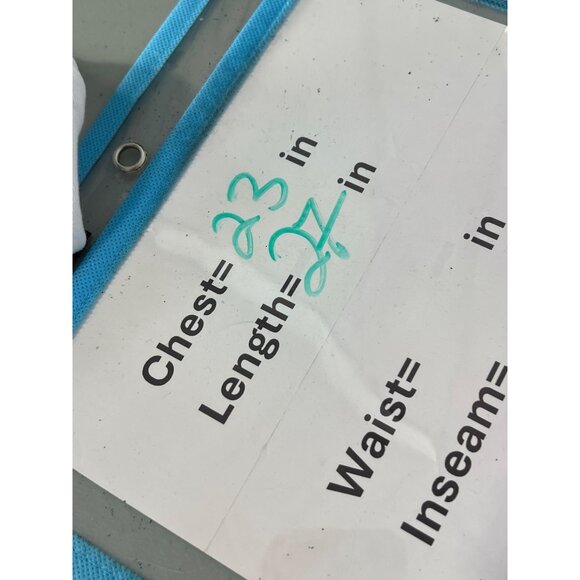 Chest= 23 in
Length= 27 in
Waist= in
Inseam=